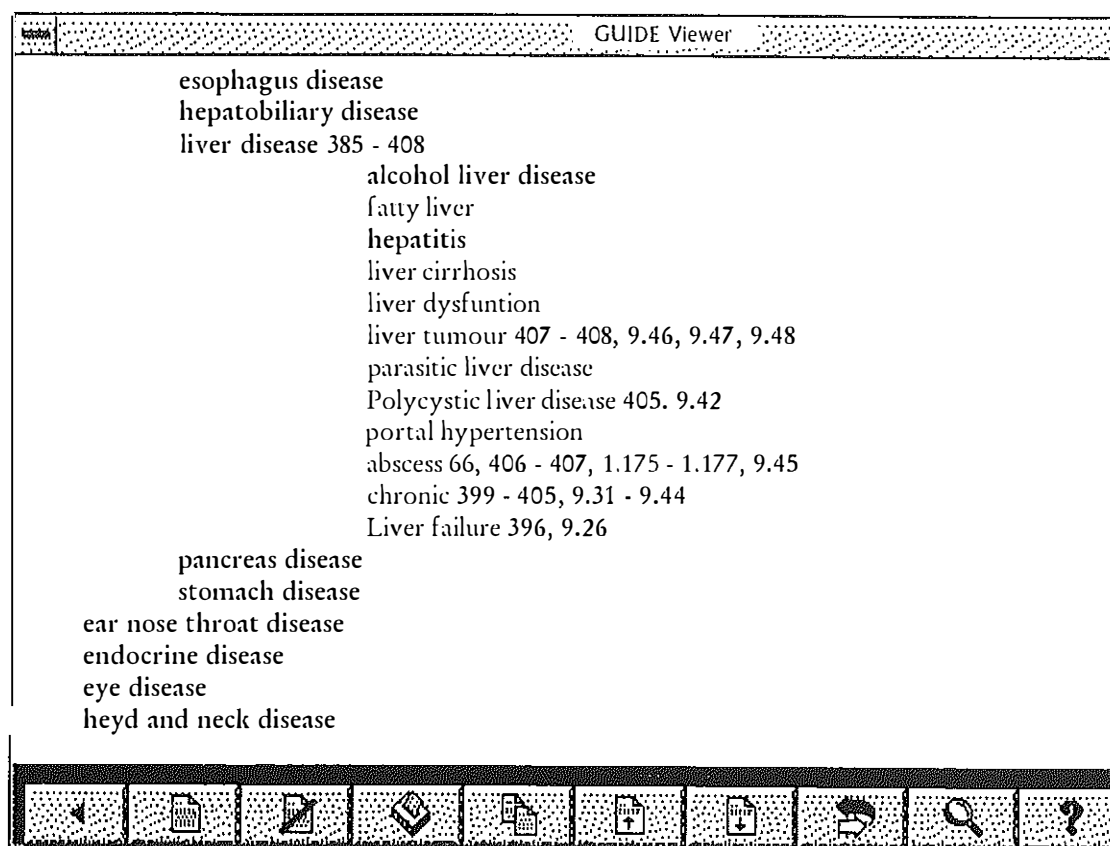 GUIDE Viewer
esophagus disease
hepatobiliary disease
liver disease 385 - 408
alcohol liver disease
fatty liver
hepatitis
liver cirrhosis
liver dysfuntion
liver tumour 407 - 408, 9.46, 9.47, 9.48
parasitic liver disease
Polycystic liver disease 405. 9.42
portal hypertension
abscess 66, 406 - 407, 1.175 - 1.177, 9.45
chronic 399 - 405, 9.31 - 9.44
Liver failure 396, 9.26
pancreas disease
stomach disease
ear nose throat disease
endocrine disease
eye disease
heyd and neck disease
?